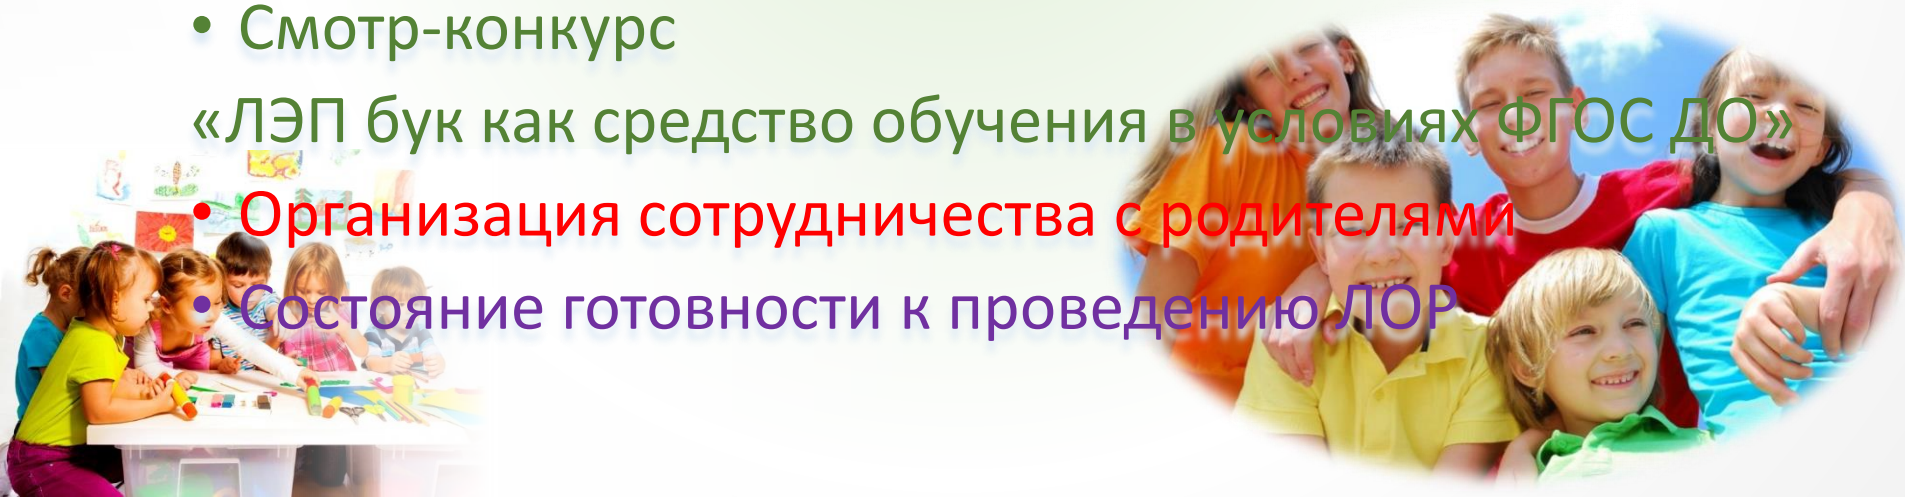 • Смотр-конкурс
«ЛЭП бук как средство обучения в условиях ФГОС ДО»
• Организация сотрудничества с родителями
• Состояние готовности к проведению ЛОР